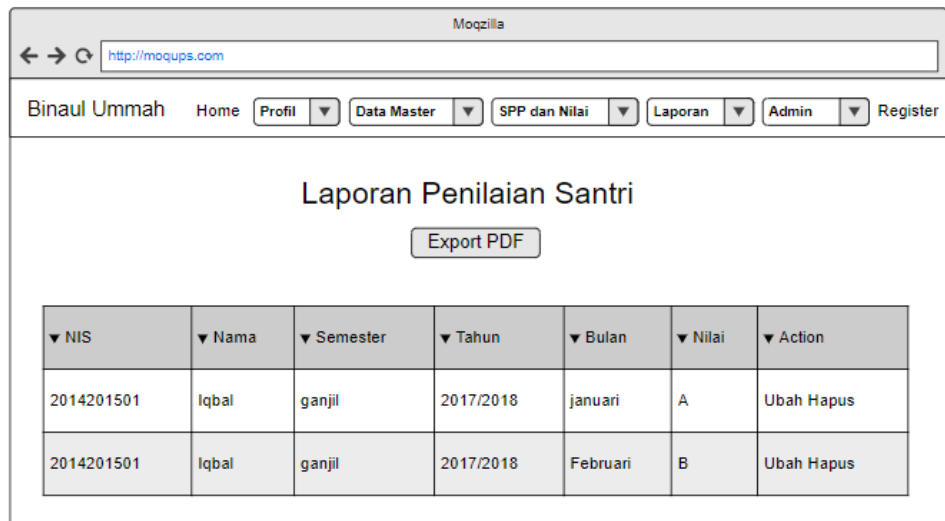 Moqzilla
http://moqups.com
Binaul Ummah Home Profil Data Master SPP dan Nilai Laporan Admin Register
Laporan Penilaian Santri
Export PDF
NIS Nama Semester Tahun Bulan Nilai Action
2014201501 Iqbal ganjil 2017/2018 januari A Ubah Hapus
2014201501 Iqbal ganjil 2017/2018 Februari B Ubah Hapus